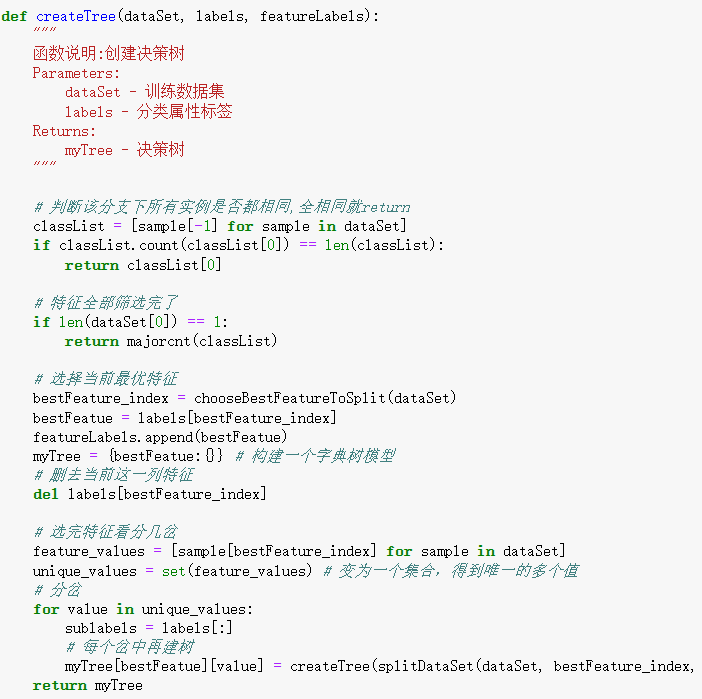 def createTree(dataSet, labels, featureLabels):
    """
    函数说明:创建决策树
    Parameters:
        dataSet - 训练数据集
        labels - 分类属性标签
    Returns:
        myTree - 决策树
    """
    # 判断该分支下所有实例是否都相同,全相同就return
    classList = [sample[-1] for sample in dataSet]
    if classList.count(classList[0]) == len(classList):
        return classList[0]
    # 特征全部筛选完了
    if len(dataSet[0]) == 1:
        return majorcnt(classList)
    # 选择当前最优特征
    bestFeature_index = chooseBestFeatureToSplit(dataSet)
    bestFeatue = labels[bestFeature_index]
    featureLabels.append(bestFeatue)
    myTree = {bestFeatue:{}} # 构建一个字典树模型
    # 删去当前这一列特征
    del labels[bestFeature_index]
    # 选完特征看分几岔
    feature_values = [sample[bestFeature_index] for sample in dataSet]
    unique_values = set(feature_values) # 变为一个集合，得到唯一的多个值
    # 分岔
    for value in unique_values:
        sublabels = labels[:]
        # 每个岔中再建树
        myTree[bestFeatue][value] = createTree(splitDataSet(dataSet, bestFeature_index,
    return myTree